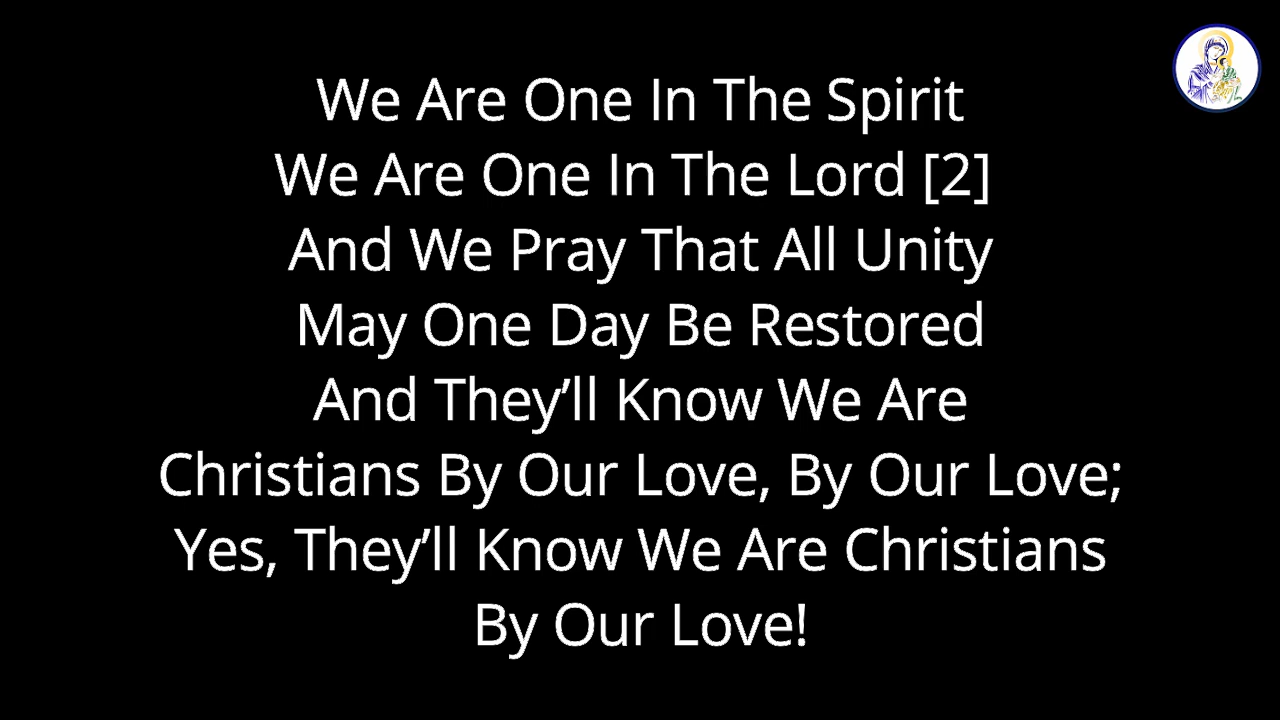 We Are One In The Spirit
We Are One In The Lord [2]
And We Pray That All Unity
May One Day Be Restored
And They’ll Know We Are
Christians By Our Love, By Our Love;
Yes, They’ll Know We Are Christians
By Our Love!